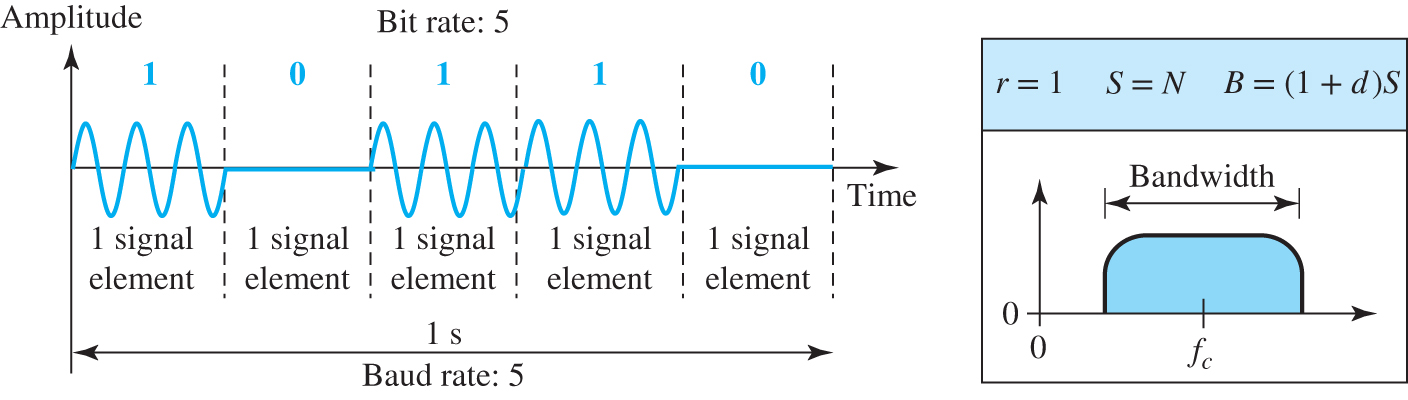 Amplitude
Bit rate: 5
1 0 1 1 0
Time
1 signal element
1 signal element
1 signal element
1 signal element
1 signal element
1 s
Baud rate: 5
r = 1 S = N B = (1 + d)S
Bandwidth
0
0
f_c